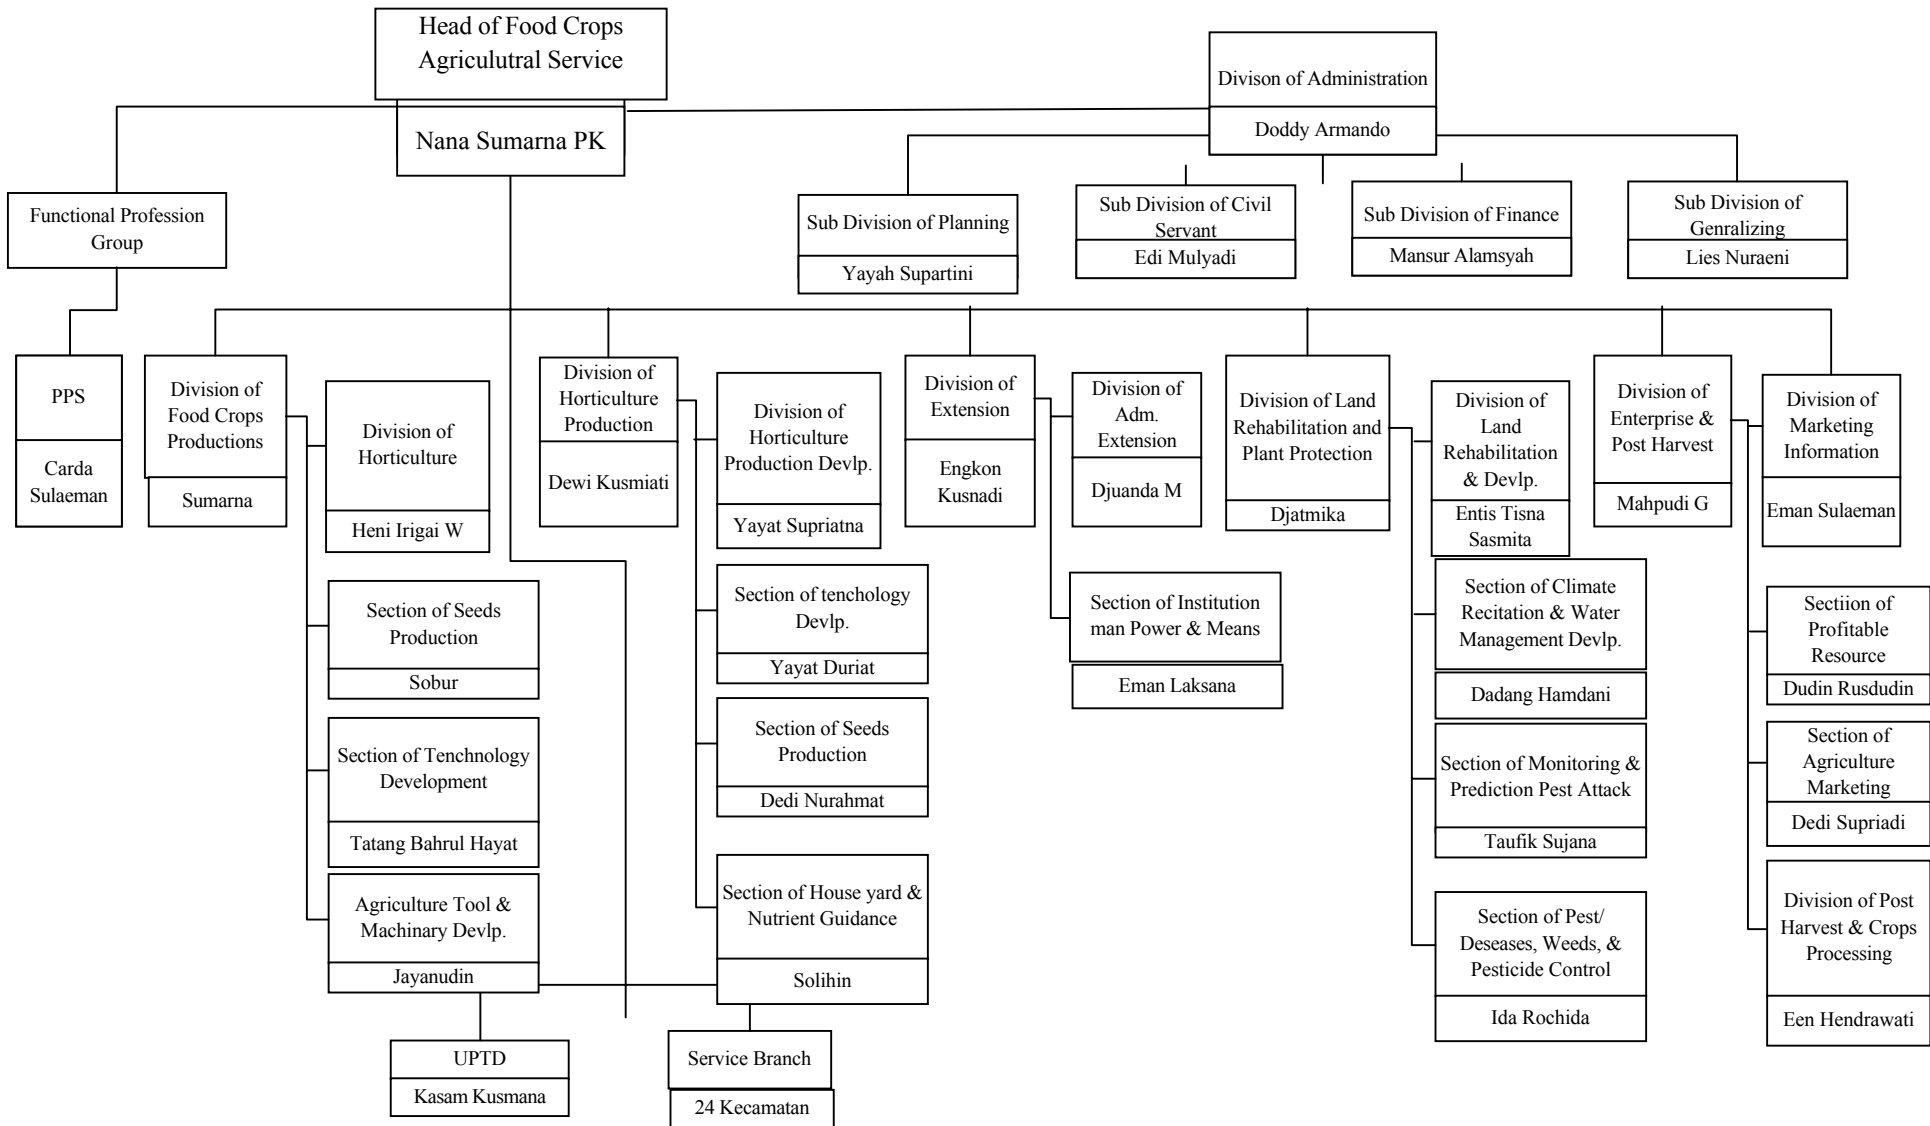 Head of Food Crops
Agriculutral Service
Nana Sumarna PK
Divison of Administration
Doddy Armando
Functional Profession
Group
Sub Division of Planning
Yayah Supartini
Sub Division of Civil
Servant
Edi Mulyadi
Sub Division of Finance
Mansur Alamsyah
Sub Division of
Genralizing
Lies Nuraeni
PPS
Carda
Sulaeman
Division of
Food Crops
Productions
Sumarna
Division of
Horticulture
Heni Irigai W
Section of Seeds
Production
Sobur
Section of Tenchnology
Development
Tatang Bahrul Hayat
Agriculture Tool &
Machinary Devlp.
Jayanudin
Division of
Horticulture
Production
Dewi Kusmiati
Division of
Horticulture
Production Devlp.
Yayat Supriatna
Section of tenchology
Devlp.
Yayat Duriat
Section of Seeds
Production
Dedi Nurahmat
Section of House yard &
Nutrient Guidance
Solihin
Division of
Extension
Engkon
Kusnadi
Division of
Adm.
Extension
Djuanda M
Section of Institution
man Power & Means
Eman Laksana
Division of Land
Rehabilitation and
Plant Protection
Djatmika
Division of
Land
Rehabilitation
& Devlp.
Entis Tisna
Sasmita
Section of Climate
Recitation & Water
Management Devlp.
Dadang Hamdani
Section of Monitoring &
Prediction Pest Attack
Taufik Sujana
Section of Pest/
Deseases, Weeds, &
Pesticide Control
Ida Rochida
Division of
Enterprise &
Post Harvest
Mahpudi G
Division of
Marketing
Information
Eman Sulaeman
Sectiion of
Profitable
Resource
Dudin Rusdudin
Section of
Agriculture
Marketing
Dedi Supriadi
Division of Post
Harvest & Crops
Processing
Een Hendrawati
UPTD
Kasam Kusmana
Service Branch
24 Kecamatan